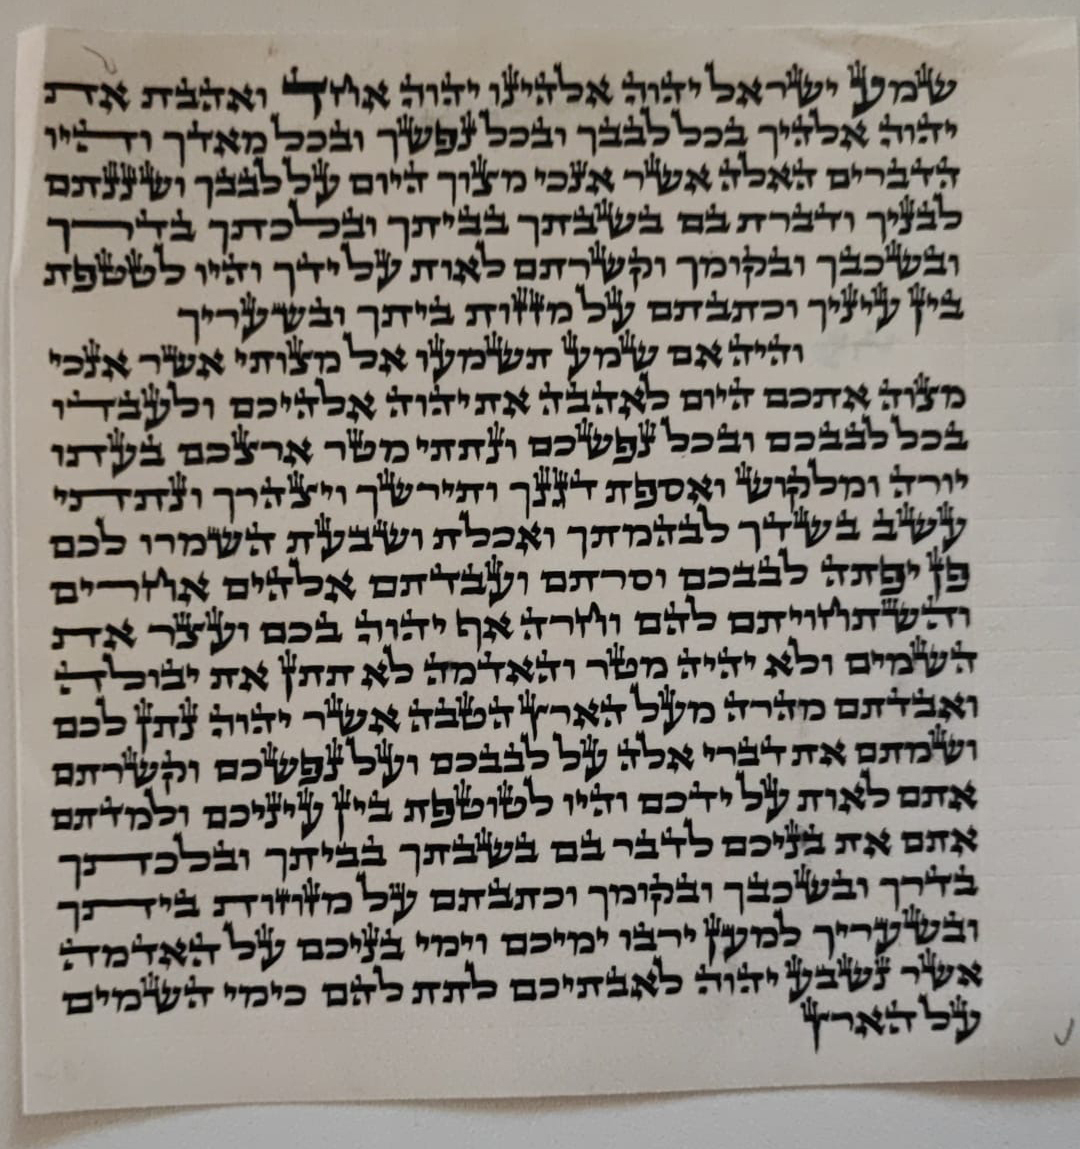 שמע ישראל יהוה אלהינו יהוה אחד ואהבת את
יהוה אלהיך בכל לבבך ובכל נפשך ובכל מאדך והיו
הדברים האלה אשר אנכי מצוך היום על לבבך ושננתם
לבניך ודברת בם בשבתך בביתך ובלכתך בדרך
ובשכבך ובקומך וקשרתם לאות על ידך והיו לטטפת
בין עיניך וכתבתם על מזזות ביתך ובשעריך
והיה אם שמע תשמעו אל מצותי אשר אנכי
מצוה אתכם היום לאהבה את יהוה אלהיכם ולעבדו
בכל לבבכם ובכל נפשכם ונתתי מטר ארצכם בעתו
יורה ומלקוש ואספת דגנך ותירשך ויצהרך ונתתי
עשב בשדך לבהמתך ואכלת ושבעת השמרו לכם
פן יפתה לבבכם וסרתם ועבדתם אלהים אחרים
והשתחויתם להם וחרה אף יהוה בכם ועצר את
השמים ולא יהיה מטר והאדמה לא תתן את יבולה
ואבדתם מהרה מעל הארץ הטבה אשר יהוה נתן לכם
ושמתם את דברי אלה על לבבכם ועל נפשכם וקשרתם
אתם לאות על ידכם והיו לטוטפת בין עיניכם ולמדתם
אתם את בניכם לדבר בם בשבתך בביתך ובלכתך
בדרך ובשכבך ובקומך וכתבתם על מזוזות ביתך
ובשעריך למען ירבו ימיכם וימי בניכם על האדמה
אשר נשבע יהוה לאבתיכם לתת להם כימי השמים
על הארץ